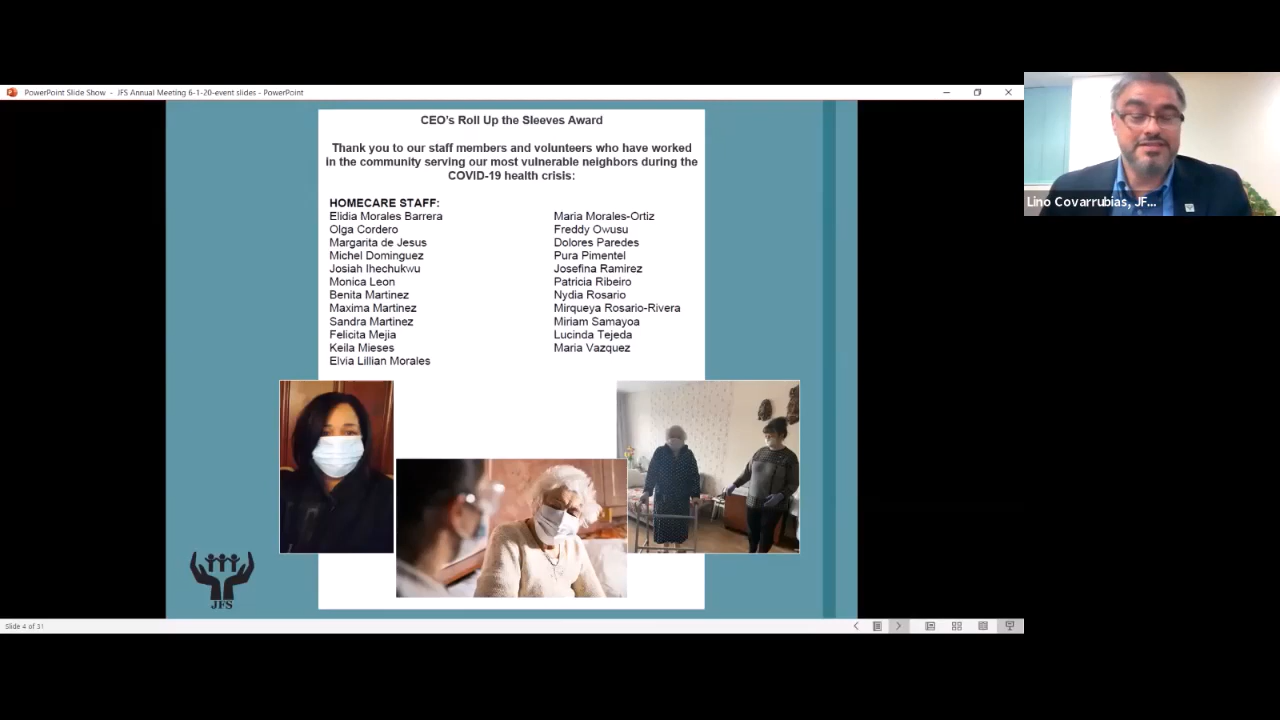 PowerPoint Slide Show - JFS Annual Meeting 6-1-20-event slides - PowerPoint
CEO's Roll Up the Sleeves Award
Thank you to our staff members and volunteers who have worked
in the community serving our most vulnerable neighbors during the
COVID-19 health crisis:
HOMECARE STAFF:
Elidia Morales Barrera
Olga Cordero
Margarita de Jesus
Michel Dominguez
Josiah Ihechukwu
Monica Leon
Benita Martinez
Maxima Martinez
Sandra Martinez
Felicita Mejia
Keila Mieses
Elvia Lillian Morales
Maria Morales-Ortiz
Freddy Owusu
Dolores Paredes
Pura Pimentel
Josefina Ramirez
Patricia Ribeiro
Nydia Rosario
Mirqueya Rosario-Rivera
Miriam Samayoa
Lucinda Tejeda
Maria Vazquez
JFS
Slide 4 of 31
Lino Covarrubias, JF...